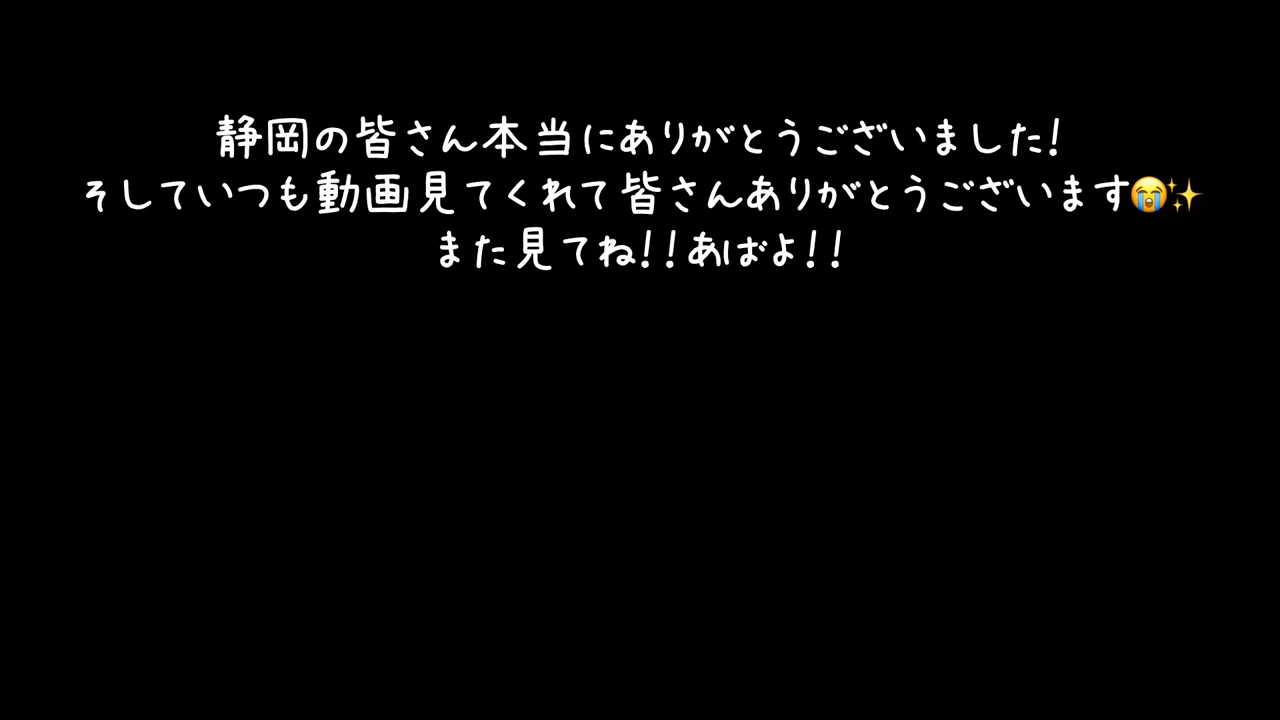 静岡の皆さん本当にありがとうございました!
そしていつも動画見てくれて皆さんありがとうございます😭✨
また見てね!!あばよ!!